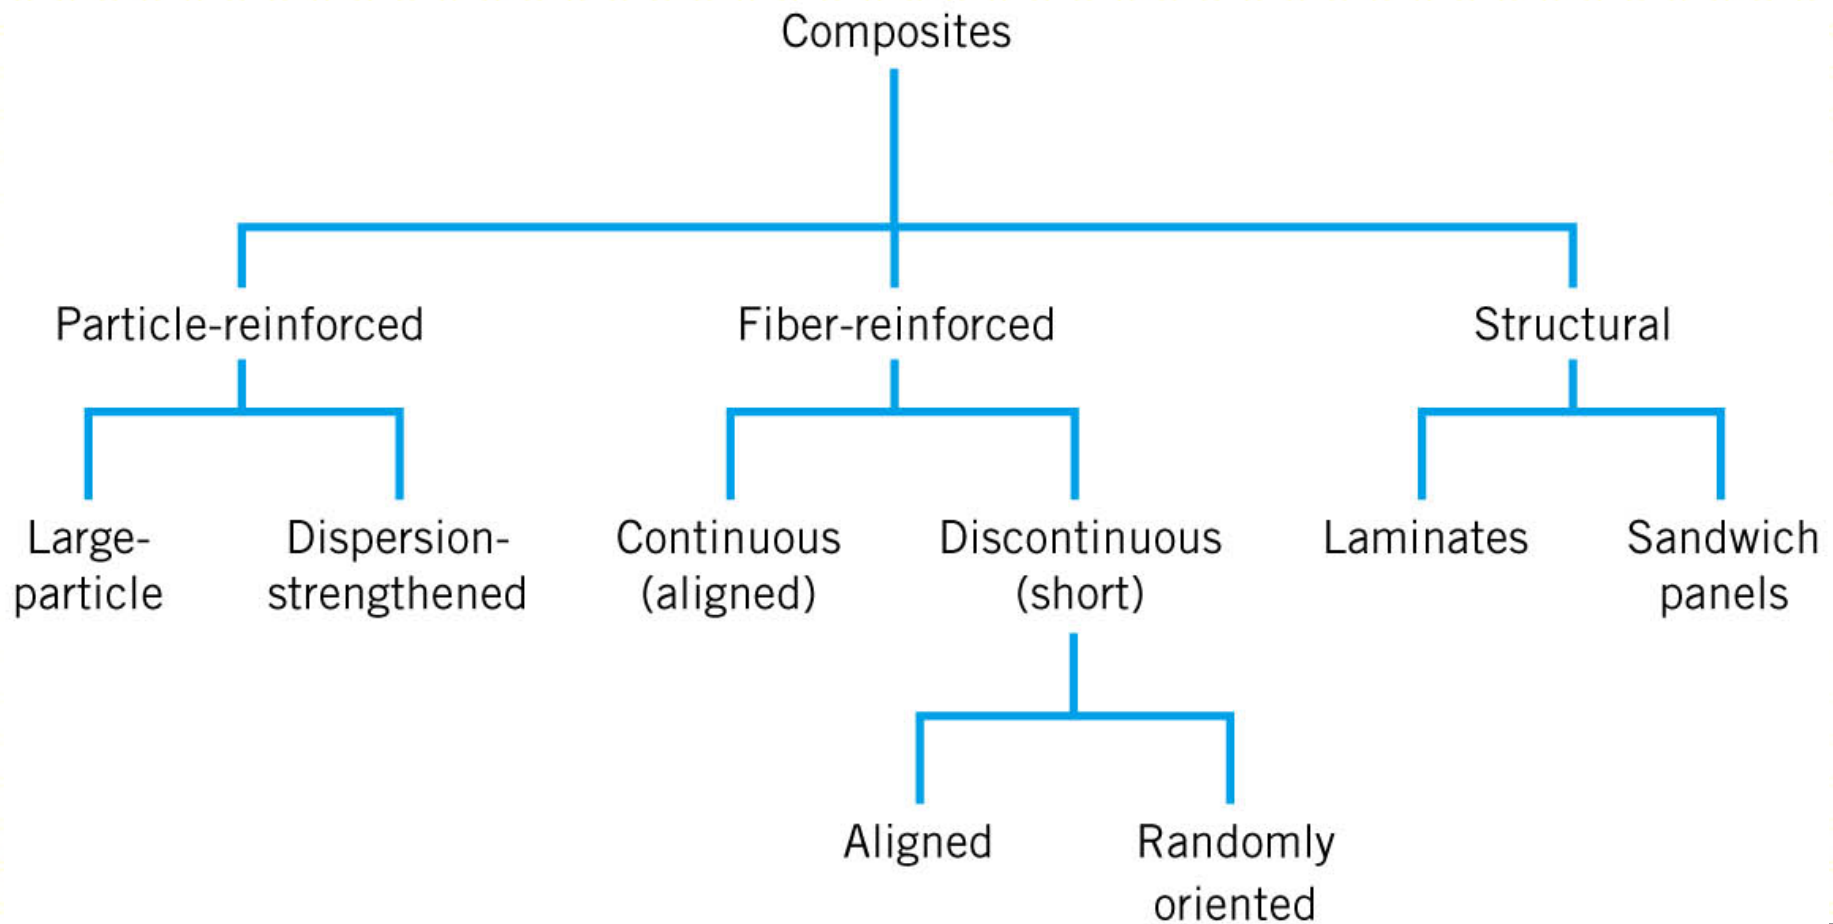 Composites
Particle-reinforced
Fiber-reinforced
Structural
Large-
particle
Dispersion-
strengthened
Continuous
(aligned)
Discontinuous
(short)
Laminates
Sandwich
panels
Aligned
Randomly
oriented